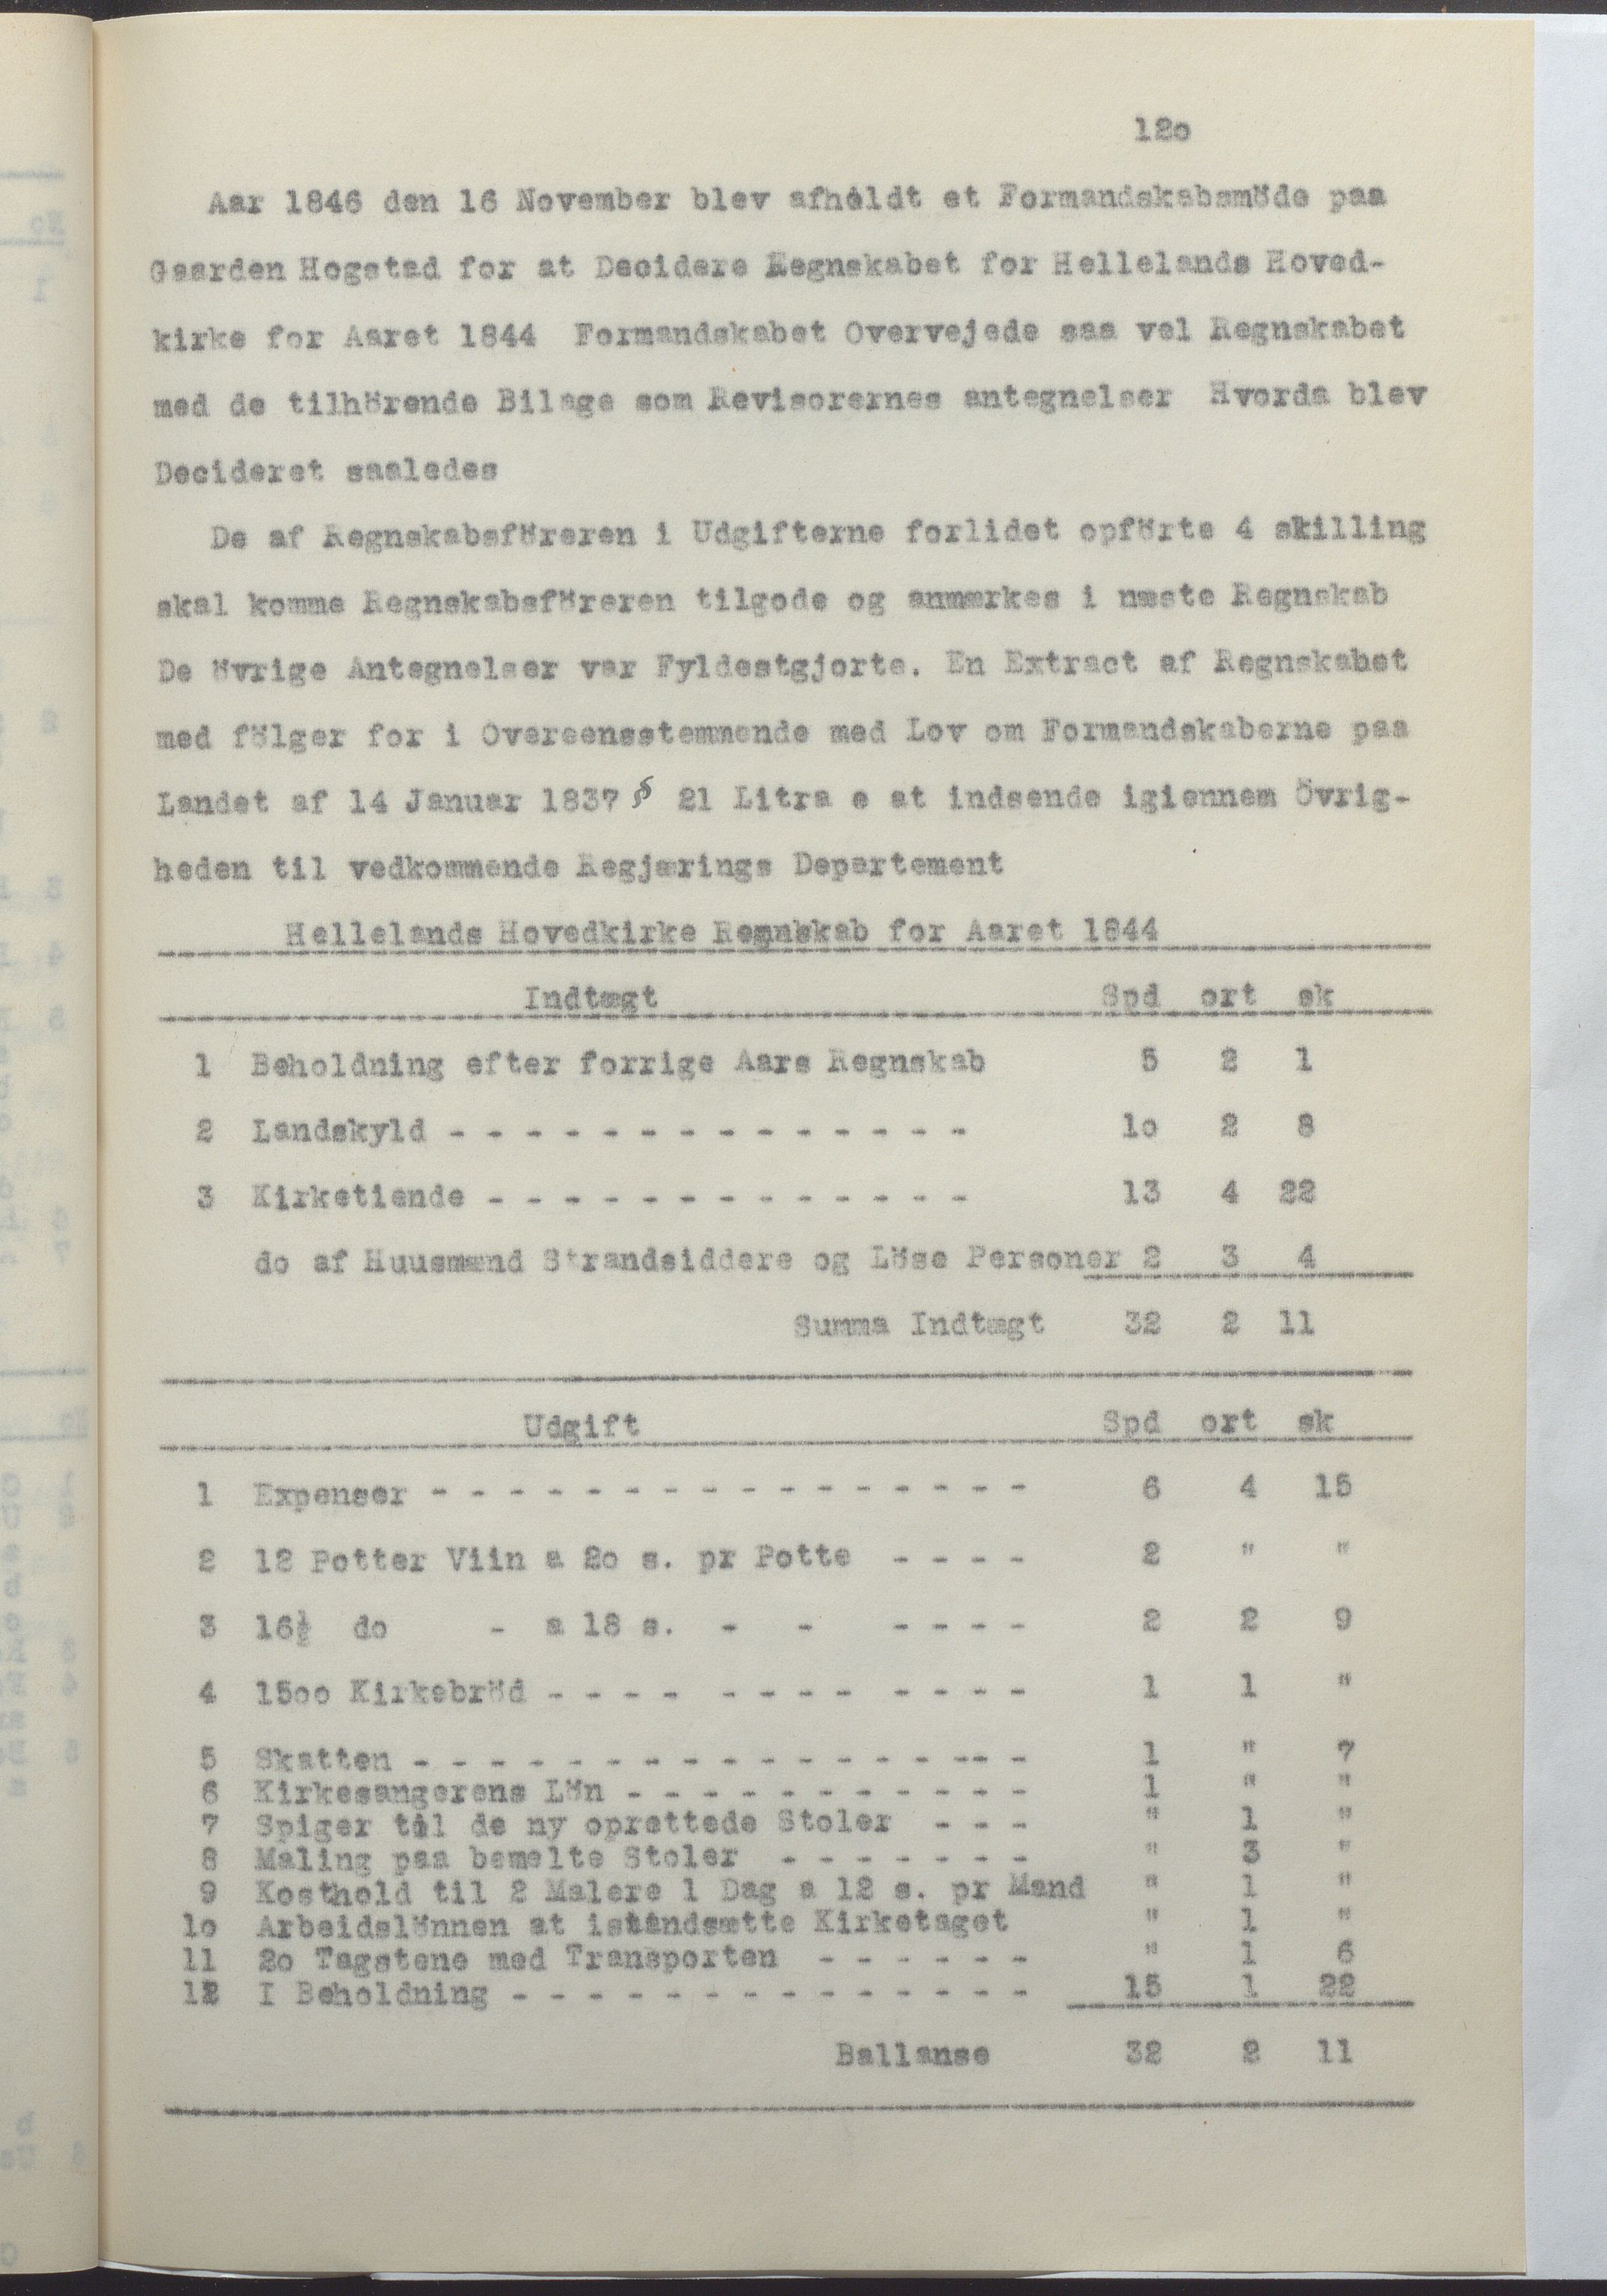 12o
Aar 1846 den 16 November blev afholdt et Formandskabsmöde paa
Gaarden Hogstad for at Decidere Regnskabet for Hellelands Hoved-
kirke for Aaret 1844 Formandskabet Overvejede saa vel Regnskabet
med de tilhörende Bilage som Revisorernes antegnelser Hvorda blev
Decideret saaledes
De af Regnskabsföreren i Udgifterne forlidet opförte 4 skilling
skal komme Regnskabsföreren tilgode og anmærkes i næste Regnskab
De övrige Antegnelser var Fyldestgjorte. En Extract af Regnskabet
med fölger for i Overeensstemmende med Lov om Formandskaberne paa
Landet af 14 Januar 1837 § 21 Litra e at indsende igiennem Övrig-
heden til vedkommende Regjærings Departement
Hellelands Hovedkirke Regnskab for Aaret 1844
Indtægt Spd ort sk
1 Beholdning efter forrige Aars Regnskab 5 2 1
2 Landskyld - - - - - - - - - - - - - - 1o 2 8
3 Kirketiende - - - - - - - - - - - - - 13 4 22
do af Huusmænd Strandsiddere og Löse Personer 2 3 4
Summa Indtægt 32 2 11
Udgift Spd ort sk
1 Expenser - - - - - - - - - - - - - - - - 6 4 15
2 12 Potter Viin a 2o s. pr Potte - - - - 2 " "
3 16½ do - a 18 s. - - - - - - 2 2 9
4 15oo Kirkebröd - - - - - - - - - - - - 1 1 "
5 Skatten - - - - - - - - - - - - - - -- - 1 " 7
6 Kirkesangerens Lön - - - - - - - - - - - 1 " "
7 Spiger til de ny oprettede Stoler - - - " 1 "
8 Maling paa bemelte Stoler - - - - - - - " 3 "
9 Kosthold til 2 Malere 1 Dag a 12 s. pr Mand " 1 "
1o Arbeidslönnen at istandsætte Kirketaget " 1 "
11 2o Tagstene med Transporten - - - - - - " 1 6
12 I Beholdning - - - - - - - - - - - - - - 15 1 22
Ballanse 32 2 11